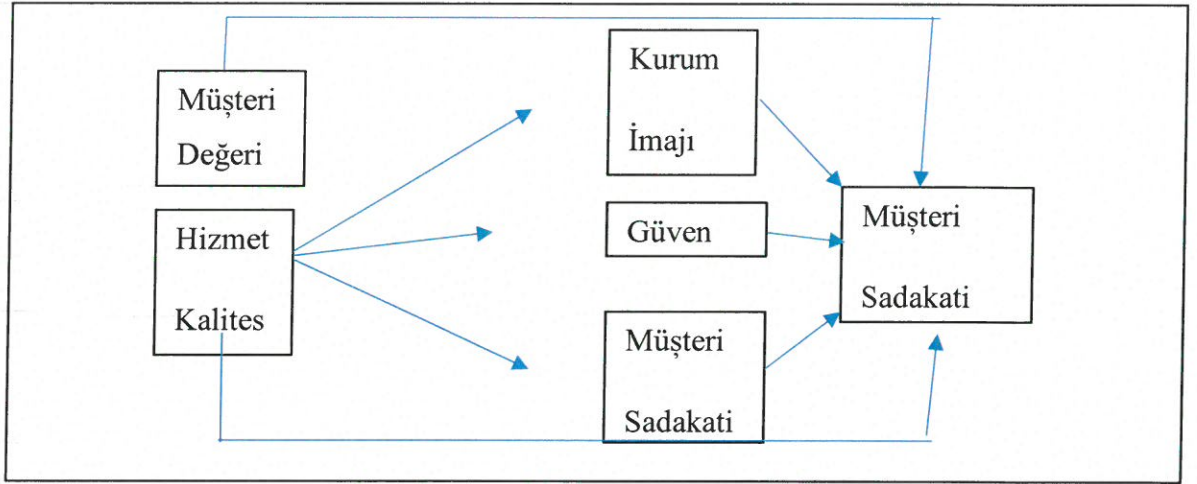 Müşteri
Değeri
Hizmet
Kalites
Kurum
İmajı
Güven
Müşteri
Sadakati
Müşteri
Sadakati